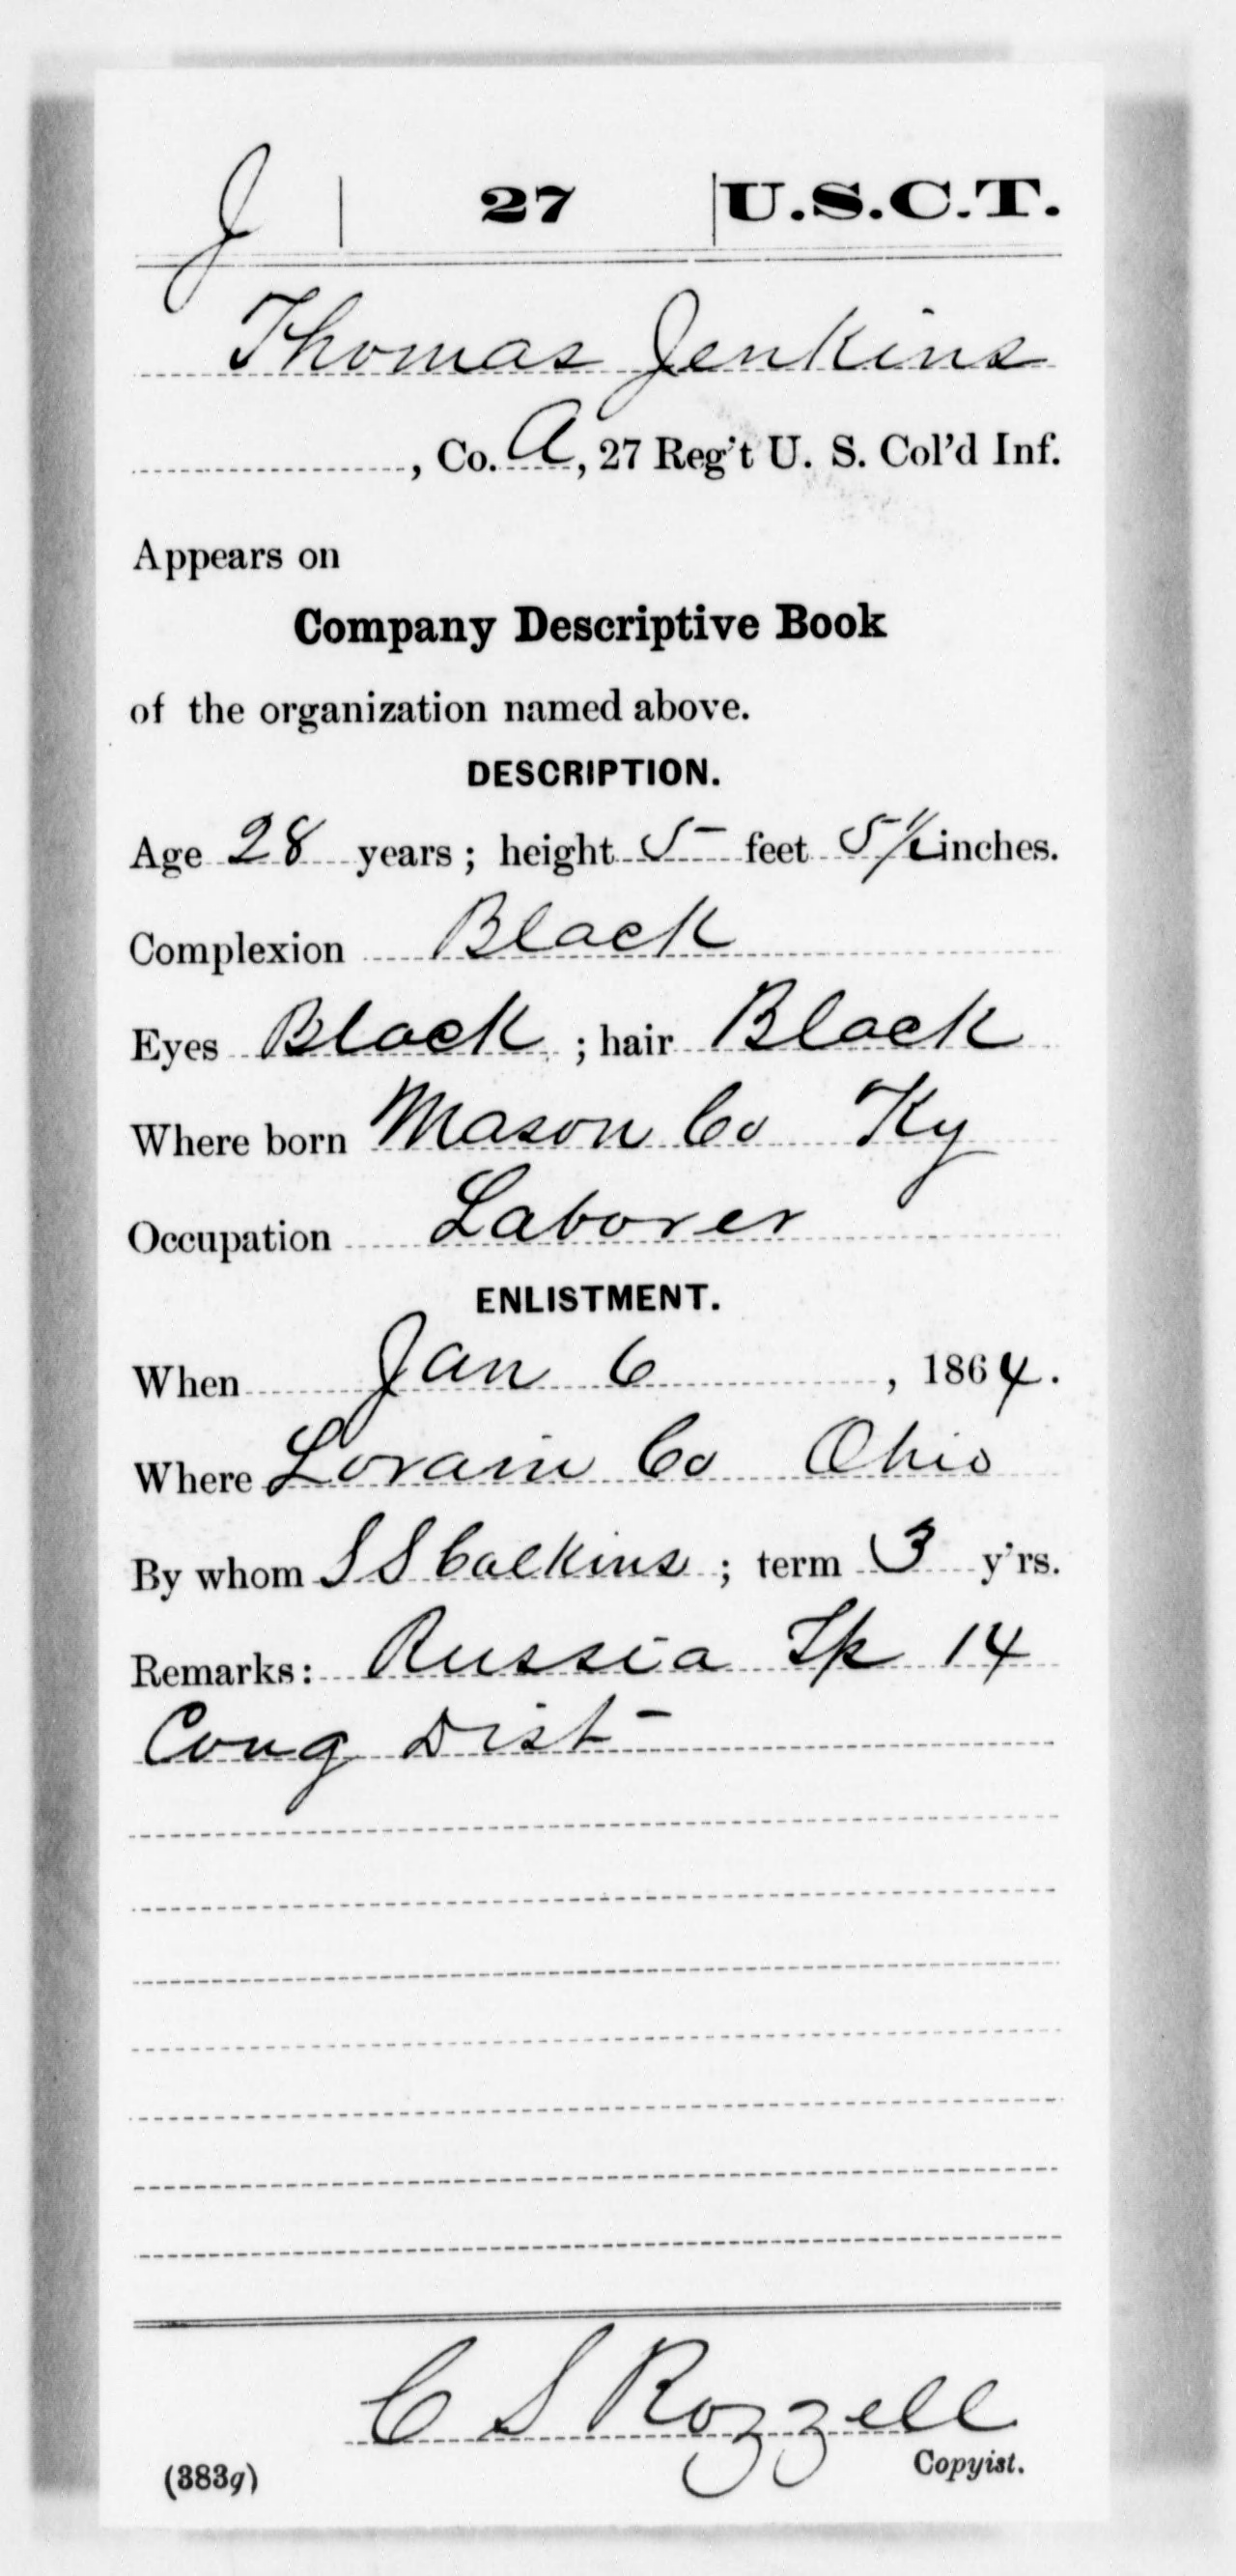 J | 27 | U.S.C.T.
Thomas Jenkins
, Co. A, 27 Reg't U. S. Col'd Inf.
Appears on
Company Descriptive Book
of the organization named above.
DESCRIPTION.
Age 28 years; height 5 feet 5 1/2 inches.
Complexion Black
Eyes Black; hair Black
Where born Mason Co Ky
Occupation Laborer
ENLISTMENT.
When Jan 6, 1864.
Where Lorain Co Ohio
By whom S S Calkins; term 3 y'rs.
Remarks: Russia Tp 14
Cong Dist
C S Rozzell
Copyist.
(383g)